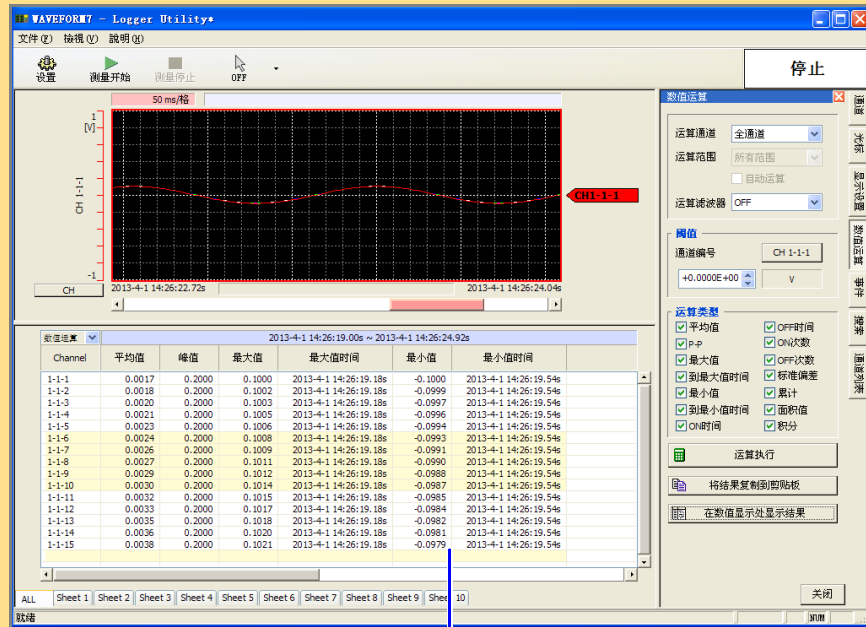 WAVEFORM7 - Logger Utility*
文件(F) 檢視(V) 說明(H)
设置 测量开始 测量停止 OFF
停止
50 ms/格
1
[V]
CH 1-1-1
-1
CH1-1-1
CH
2013-4-1 14:26:22.72s 2013-4-1 14:26:24.04s
数值运算
运算通道 全通道
运算范围 所有范围
自动运算
运算滤波器 OFF
阈值
通道编号 CH 1-1-1
+0.0000E+00 V
运算类型
平均值 OFF时间
P-P ON次数
最大值 OFF次数
到最大值时间 标准偏差
最小值 累计
到最小值时间 面积值
ON时间 积分
运算执行
将结果复制到剪贴板
在数值显示处显示结果
关闭
通道
光标
显示设置
数值运算
事件
搜索
通道列表
数值运算 2013-4-1 14:26:19.00s ~ 2013-4-1 14:26:24.92s
Channel 平均值 峰值 最大值 最大值时间 最小值 最小值时间
1-1-1 0.0017 0.2000 0.1000 2013-4-1 14:26:19.18s -0.1000 2013-4-1 14:26:19.54s
1-1-2 0.0018 0.2000 0.1002 2013-4-1 14:26:19.18s -0.0999 2013-4-1 14:26:19.54s
1-1-3 0.0020 0.2000 0.1003 2013-4-1 14:26:19.18s -0.0997 2013-4-1 14:26:19.54s
1-1-4 0.0021 0.2000 0.1005 2013-4-1 14:26:19.18s -0.0996 2013-4-1 14:26:19.54s
1-1-5 0.0023 0.2000 0.1006 2013-4-1 14:26:19.18s -0.0994 2013-4-1 14:26:19.54s
1-1-6 0.0024 0.2000 0.1008 2013-4-1 14:26:19.18s -0.0993 2013-4-1 14:26:19.54s
1-1-7 0.0026 0.2000 0.1009 2013-4-1 14:26:19.18s -0.0991 2013-4-1 14:26:19.54s
1-1-8 0.0027 0.2000 0.1011 2013-4-1 14:26:19.18s -0.0990 2013-4-1 14:26:19.54s
1-1-9 0.0029 0.2000 0.1012 2013-4-1 14:26:19.18s -0.0988 2013-4-1 14:26:19.54s
1-1-10 0.0030 0.2000 0.1014 2013-4-1 14:26:19.18s -0.0987 2013-4-1 14:26:19.54s
1-1-11 0.0032 0.2000 0.1015 2013-4-1 14:26:19.18s -0.0985 2013-4-1 14:26:19.54s
1-1-12 0.0033 0.2000 0.1017 2013-4-1 14:26:19.18s -0.0984 2013-4-1 14:26:19.54s
1-1-13 0.0035 0.2000 0.1018 2013-4-1 14:26:19.18s -0.0982 2013-4-1 14:26:19.54s
1-1-14 0.0036 0.2000 0.1020 2013-4-1 14:26:19.18s -0.0981 2013-4-1 14:26:19.54s
1-1-15 0.0038 0.2000 0.1021 2013-4-1 14:26:19.18s -0.0979 2013-4-1 14:26:19.54s
ALL Sheet 1 Sheet 2 Sheet 3 Sheet 4 Sheet 5 Sheet 6 Sheet 7 Sheet 8 Sheet 9 Sheet 10
就绪 NUM